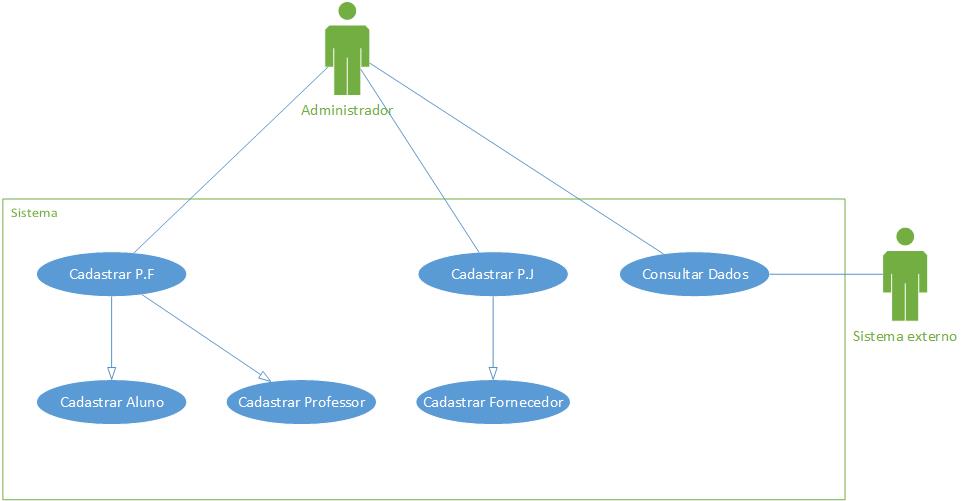 Administrador
Sistema
Cadastrar P.F
Cadastrar P.J
Consultar Dados
Sistema externo
Cadastrar Aluno
Cadastrar Professor
Cadastrar Fornecedor